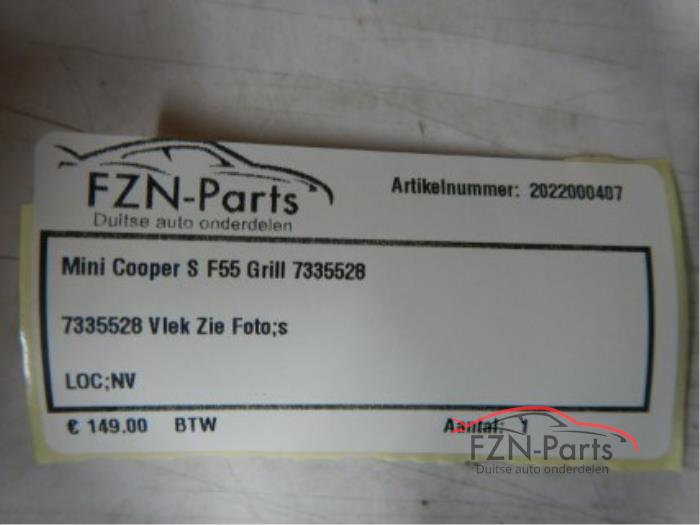 FZN-Parts
Duitse auto onderdelen
Artikelnummer: 2022000407
Mini Cooper S F55 Grill 7335528
7335528 Vlek Zie Foto;s
LOC;NV
€ 149.00 BTW
Aantal: 1
FZN-Parts
Duitse auto onderdelen